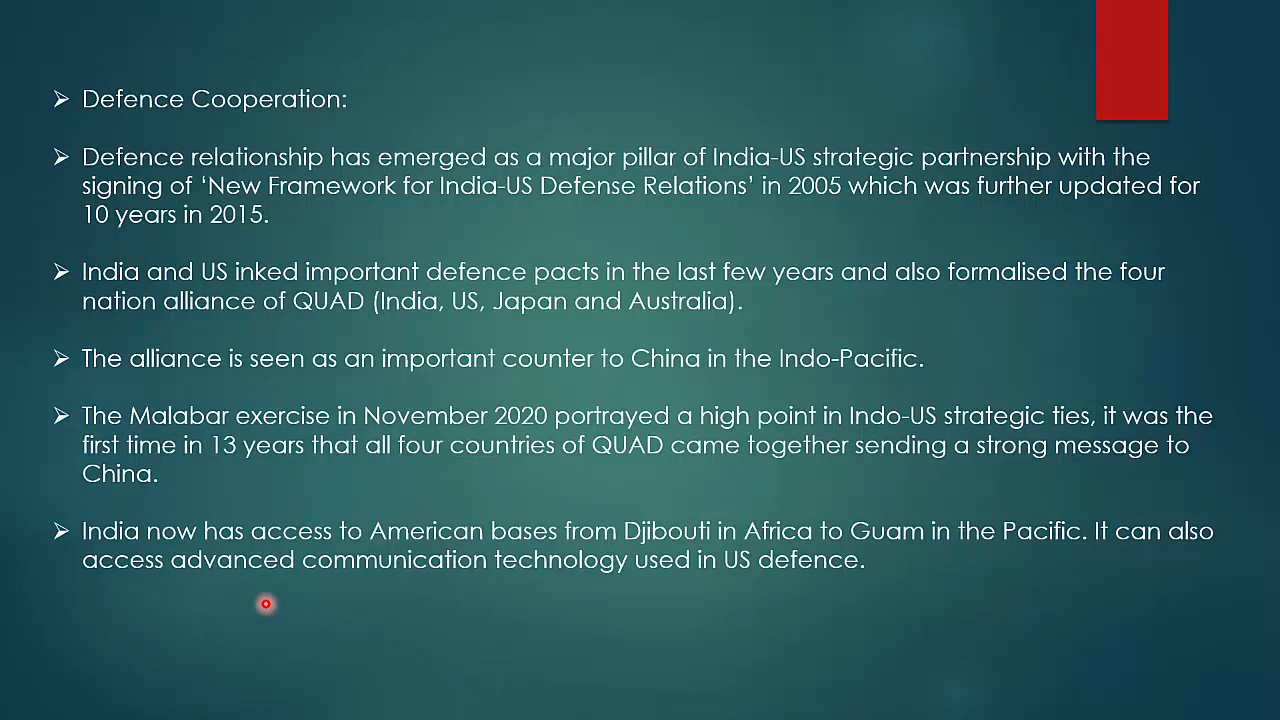 Defence Cooperation:
Defence relationship has emerged as a major pillar of India-US strategic partnership with the
signing of ‘New Framework for India-US Defense Relations’ in 2005 which was further updated for
10 years in 2015.
India and US inked important defence pacts in the last few years and also formalised the four
nation alliance of QUAD (India, US, Japan and Australia).
The alliance is seen as an important counter to China in the Indo-Pacific.
The Malabar exercise in November 2020 portrayed a high point in Indo-US strategic ties, it was the
first time in 13 years that all four countries of QUAD came together sending a strong message to
China.
India now has access to American bases from Djibouti in Africa to Guam in the Pacific. It can also
access advanced communication technology used in US defence.